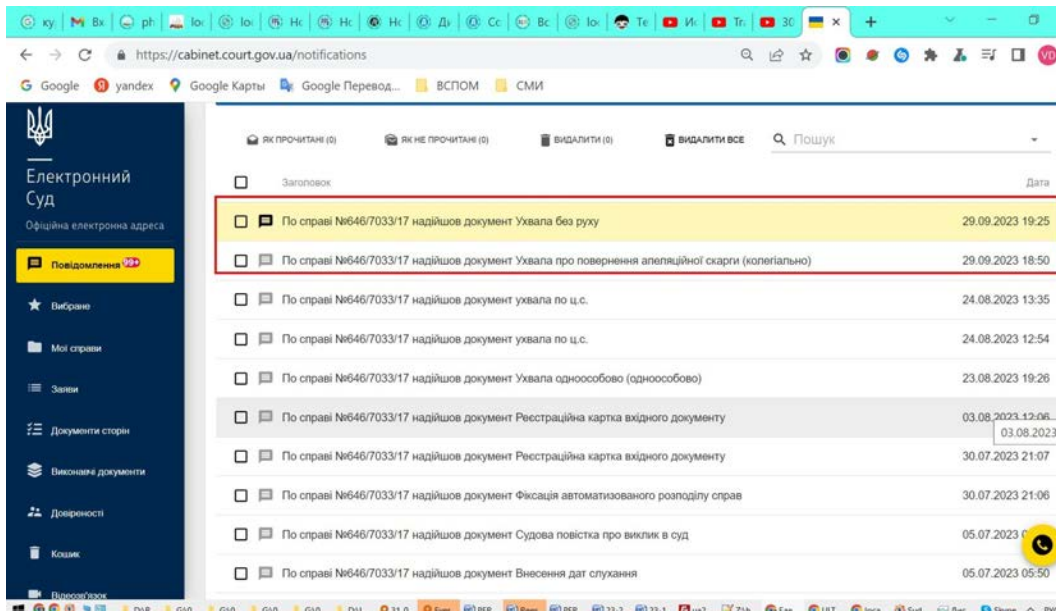 https://cabinet.court.gov.ua/notifications
Google
yandex
Google Карты
Google Перевод...
ВСПОМ
СМИ
Електронний
Суд
Офіційна електронна адреса
Повідомлення 99+
Вибране
Мої справи
Заяви
Документи сторін
Виконавчі документи
Довіреності
Кошик
Відеозв'язок
ЯК ПРОЧИТАНІ (0) ЯК НЕ ПРОЧИТАНІ (0) ВИДАЛИТИ (0) ВИДАЛИТИ ВСЕ Пошук
Заголовок Дата
По справі №646/7033/17 надійшов документ Ухвала без руху 29.09.2023 19:25
По справі №646/7033/17 надійшов документ Ухвала про повернення апеляційної скарги (колегіально) 29.09.2023 18:50
По справі №646/7033/17 надійшов документ ухвала по ц.с. 24.08.2023 13:35
По справі №646/7033/17 надійшов документ ухвала по ц.с. 24.08.2023 12:54
По справі №646/7033/17 надійшов документ Ухвала одноособово (одноособово) 23.08.2023 19:26
По справі №646/7033/17 надійшов документ Реєстраційна картка вхідного документу 03.08.2023 12:06
03.08.2023
По справі №646/7033/17 надійшов документ Реєстраційна картка вхідного документу 30.07.2023 21:07
По справі №646/7033/17 надійшов документ Фіксація автоматизованого розподілу справ 30.07.2023 21:06
По справі №646/7033/17 надійшов документ Судова повістка про виклик в суд 05.07.2023
По справі №646/7033/17 надійшов документ Внесення дат слухання 05.07.2023 05:50